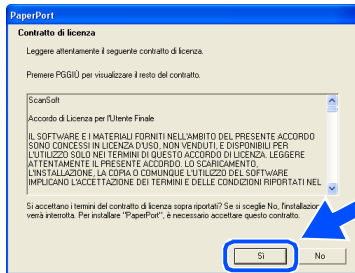 PaperPort
Contratto di licenza
Leggere attentamente il seguente contratto di licenza.
Premere PGGIÙ per visualizzare il resto del contratto.
ScanSoft
Accordo di Licenza per l'Utente Finale
IL SOFTWARE E I MATERIALI FORNITI NELL'AMBITO DEL PRESENTE ACCORDO
SONO CONCESSI IN LICENZA D'USO, NON VENDUTI, E DISPONIBILI PER
L'UTILIZZO SOLO NEI TERMINI DI QUESTO ACCORDO DI LICENZA. LEGGERE
ATTENTAMENTE IL PRESENTE ACCORDO. LO SCARICAMENTO,
L'INSTALLAZIONE, LA COPIA O COMUNQUE L'UTILIZZO DEL SOFTWARE
IMPLICANO L'ACCETTAZIONE DEI TERMINI E DELLE CONDIZIONI RIPORTATI NEL
Si accettano i termini del contratto di licenza sopra riportati? Se si sceglie No, l'installazione
verrà interrotta. Per installare "PaperPort", è necessario accettare questo contratto.
Sì
No